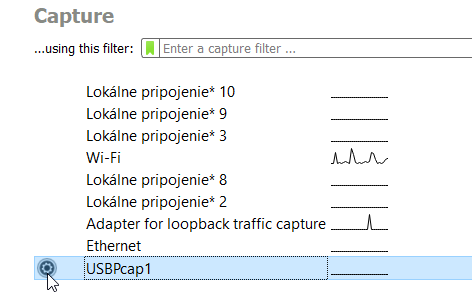 Capture
...using this filter: Enter a capture filter ...
Lokálne pripojenie* 10
Lokálne pripojenie* 9
Lokálne pripojenie* 3
Wi-Fi
Lokálne pripojenie* 8
Lokálne pripojenie* 2
Adapter for loopback traffic capture
Ethernet
USBPcap1